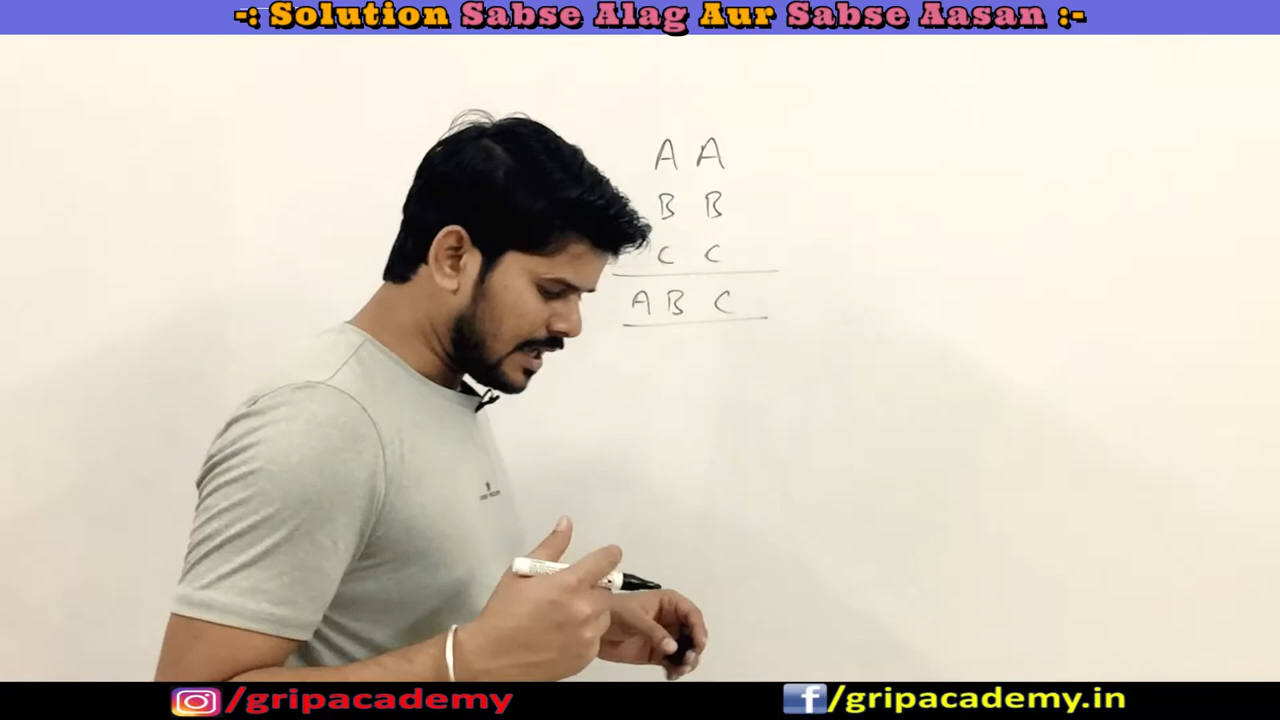 -: Solution Sabse Alag Aur Sabse Aasan :-
A A
B B
C C
A B C
/gripacademy
f/gripacademy.in